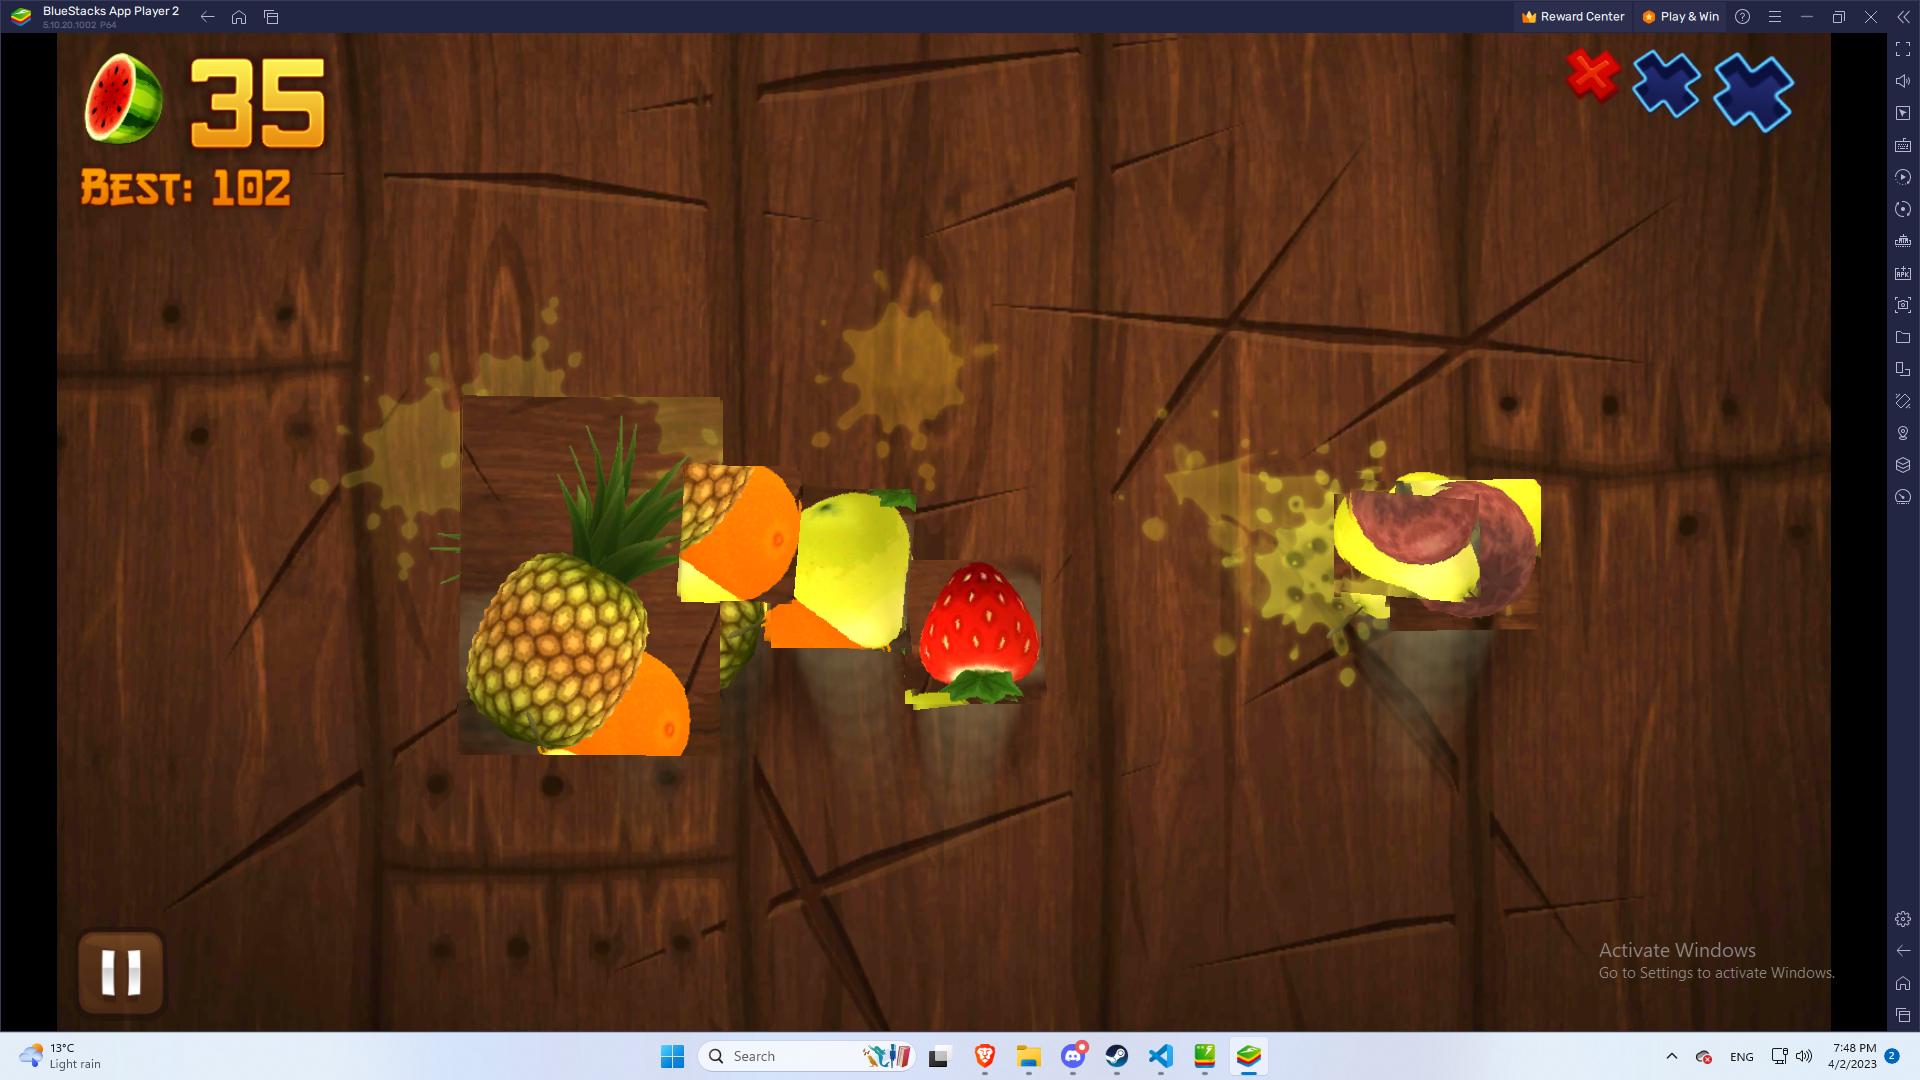 BlueStacks App Player 2
5.10.20.1002 P64
Reward Center
Play & Win
35
BEST: 102
Activate Windows
Go to Settings to activate Windows.
13°C
Light rain
Search
ENG
7:48 PM
4/2/2023
2